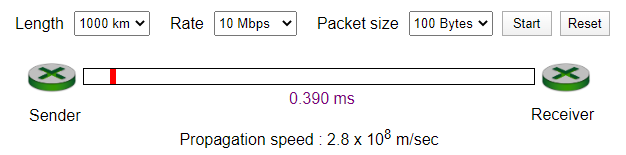 Length 1000 km Rate 10 Mbps Packet size 100 Bytes Start Reset
0.390 ms
Sender Receiver
Propagation speed : 2.8 x 10⁸ m/sec